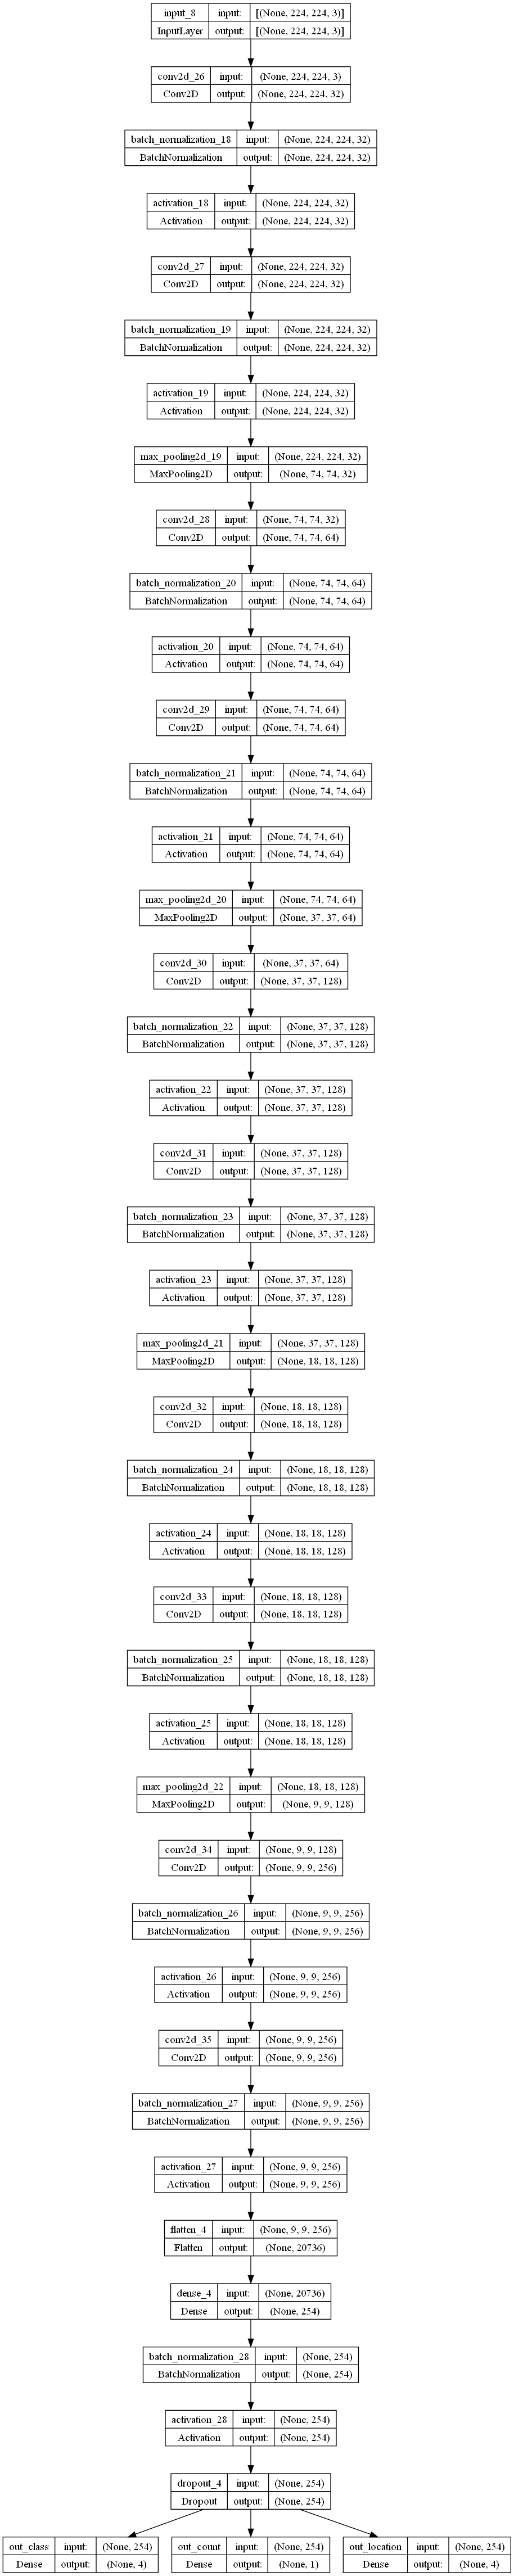 input_8 input: [(None, 224, 224, 3)]
InputLayer output: [(None, 224, 224, 3)]
conv2d_26 input: (None, 224, 224, 3)
Conv2D output: (None, 224, 224, 32)
batch_normalization_18 input: (None, 224, 224, 32)
BatchNormalization output: (None, 224, 224, 32)
activation_18 input: (None, 224, 224, 32)
Activation output: (None, 224, 224, 32)
conv2d_27 input: (None, 224, 224, 32)
Conv2D output: (None, 224, 224, 32)
batch_normalization_19 input: (None, 224, 224, 32)
BatchNormalization output: (None, 224, 224, 32)
activation_19 input: (None, 224, 224, 32)
Activation output: (None, 224, 224, 32)
max_pooling2d_19 input: (None, 224, 224, 32)
MaxPooling2D output: (None, 74, 74, 32)
conv2d_28 input: (None, 74, 74, 32)
Conv2D output: (None, 74, 74, 64)
batch_normalization_20 input: (None, 74, 74, 64)
BatchNormalization output: (None, 74, 74, 64)
activation_20 input: (None, 74, 74, 64)
Activation output: (None, 74, 74, 64)
conv2d_29 input: (None, 74, 74, 64)
Conv2D output: (None, 74, 74, 64)
batch_normalization_21 input: (None, 74, 74, 64)
BatchNormalization output: (None, 74, 74, 64)
activation_21 input: (None, 74, 74, 64)
Activation output: (None, 74, 74, 64)
max_pooling2d_20 input: (None, 74, 74, 64)
MaxPooling2D output: (None, 37, 37, 64)
conv2d_30 input: (None, 37, 37, 64)
Conv2D output: (None, 37, 37, 128)
batch_normalization_22 input: (None, 37, 37, 128)
BatchNormalization output: (None, 37, 37, 128)
activation_22 input: (None, 37, 37, 128)
Activation output: (None, 37, 37, 128)
conv2d_31 input: (None, 37, 37, 128)
Conv2D output: (None, 37, 37, 128)
batch_normalization_23 input: (None, 37, 37, 128)
BatchNormalization output: (None, 37, 37, 128)
activation_23 input: (None, 37, 37, 128)
Activation output: (None, 37, 37, 128)
max_pooling2d_21 input: (None, 37, 37, 128)
MaxPooling2D output: (None, 18, 18, 128)
conv2d_32 input: (None, 18, 18, 128)
Conv2D output: (None, 18, 18, 128)
batch_normalization_24 input: (None, 18, 18, 128)
BatchNormalization output: (None, 18, 18, 128)
activation_24 input: (None, 18, 18, 128)
Activation output: (None, 18, 18, 128)
conv2d_33 input: (None, 18, 18, 128)
Conv2D output: (None, 18, 18, 128)
batch_normalization_25 input: (None, 18, 18, 128)
BatchNormalization output: (None, 18, 18, 128)
activation_25 input: (None, 18, 18, 128)
Activation output: (None, 18, 18, 128)
max_pooling2d_22 input: (None, 18, 18, 128)
MaxPooling2D output: (None, 9, 9, 128)
conv2d_34 input: (None, 9, 9, 128)
Conv2D output: (None, 9, 9, 256)
batch_normalization_26 input: (None, 9, 9, 256)
BatchNormalization output: (None, 9, 9, 256)
activation_26 input: (None, 9, 9, 256)
Activation output: (None, 9, 9, 256)
conv2d_35 input: (None, 9, 9, 256)
Conv2D output: (None, 9, 9, 256)
batch_normalization_27 input: (None, 9, 9, 256)
BatchNormalization output: (None, 9, 9, 256)
activation_27 input: (None, 9, 9, 256)
Activation output: (None, 9, 9, 256)
flatten_4 input: (None, 9, 9, 256)
Flatten output: (None, 20736)
dense_4 input: (None, 20736)
Dense output: (None, 254)
batch_normalization_28 input: (None, 254)
BatchNormalization output: (None, 254)
activation_28 input: (None, 254)
Activation output: (None, 254)
dropout_4 input: (None, 254)
Dropout output: (None, 254)
out_class input: (None, 254) out_count input: (None, 254) out_location input: (None, 254)
Dense output: (None, 4) Dense output: (None, 1) Dense output: (None, 4)